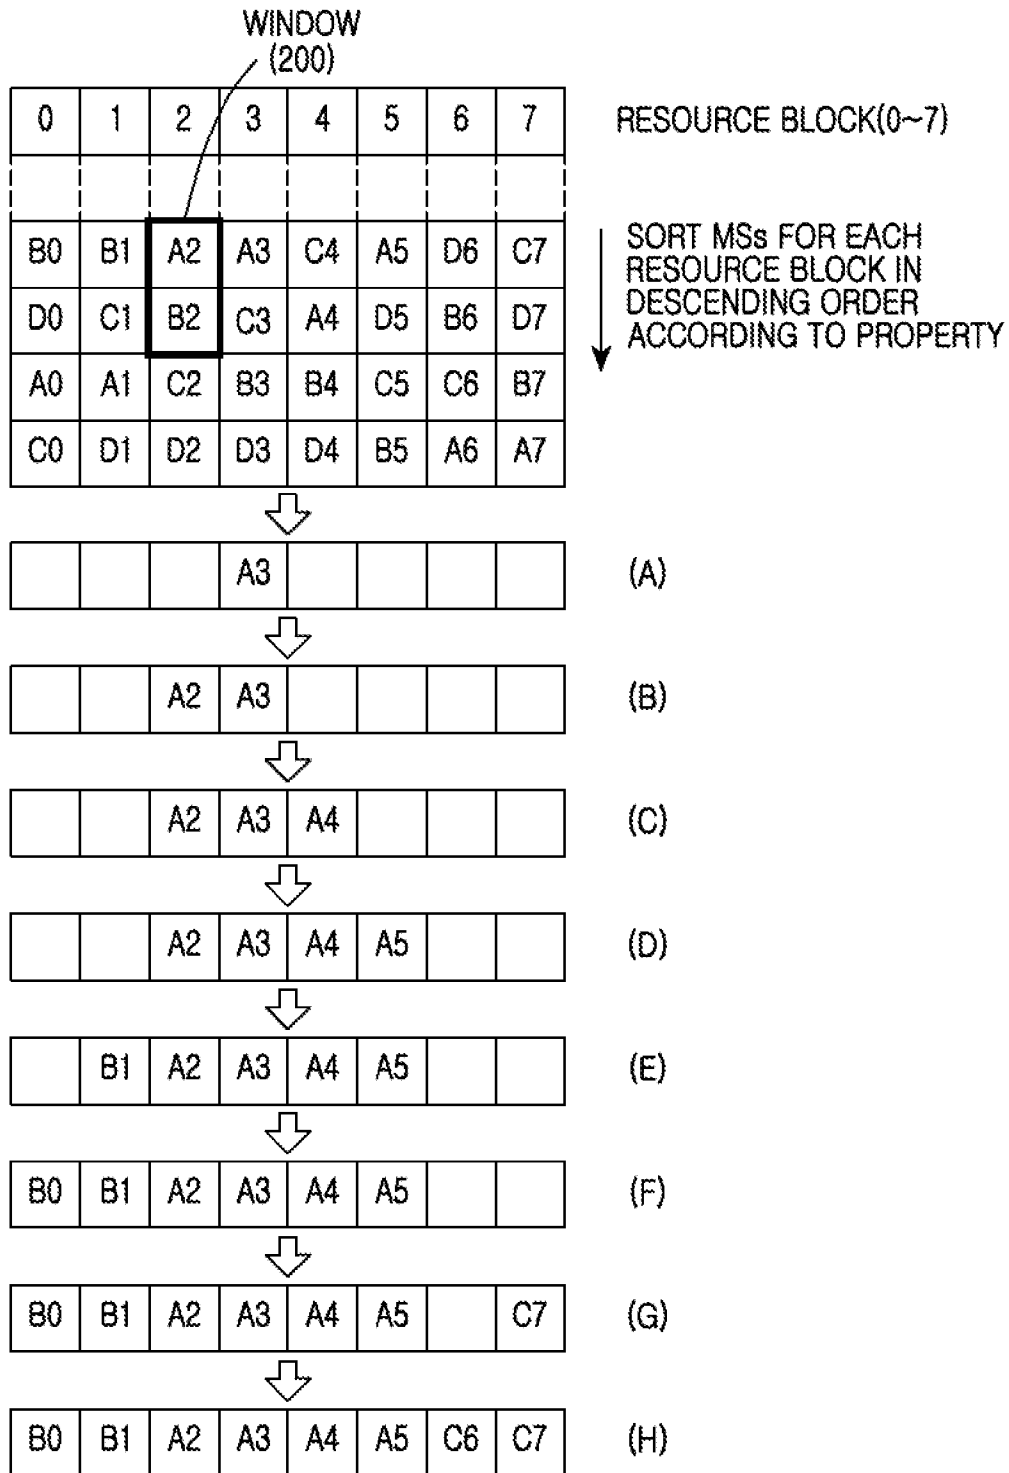 WINDOW
(200)
0 1 2 3 4 5 6 7 RESOURCE BLOCK(0~7)
B0 B1 A2 A3 C4 A5 D6 C7
D0 C1 B2 C3 A4 D5 B6 D7
A0 A1 C2 B3 B4 C5 C6 B7
C0 D1 D2 D3 D4 B5 A6 A7
SORT MSs FOR EACH
RESOURCE BLOCK IN
DESCENDING ORDER
ACCORDING TO PROPERTY
A3 (A)
A2 A3 (B)
A2 A3 A4 (C)
A2 A3 A4 A5 (D)
B1 A2 A3 A4 A5 (E)
B0 B1 A2 A3 A4 A5 (F)
B0 B1 A2 A3 A4 A5 C7 (G)
B0 B1 A2 A3 A4 A5 C6 C7 (H)